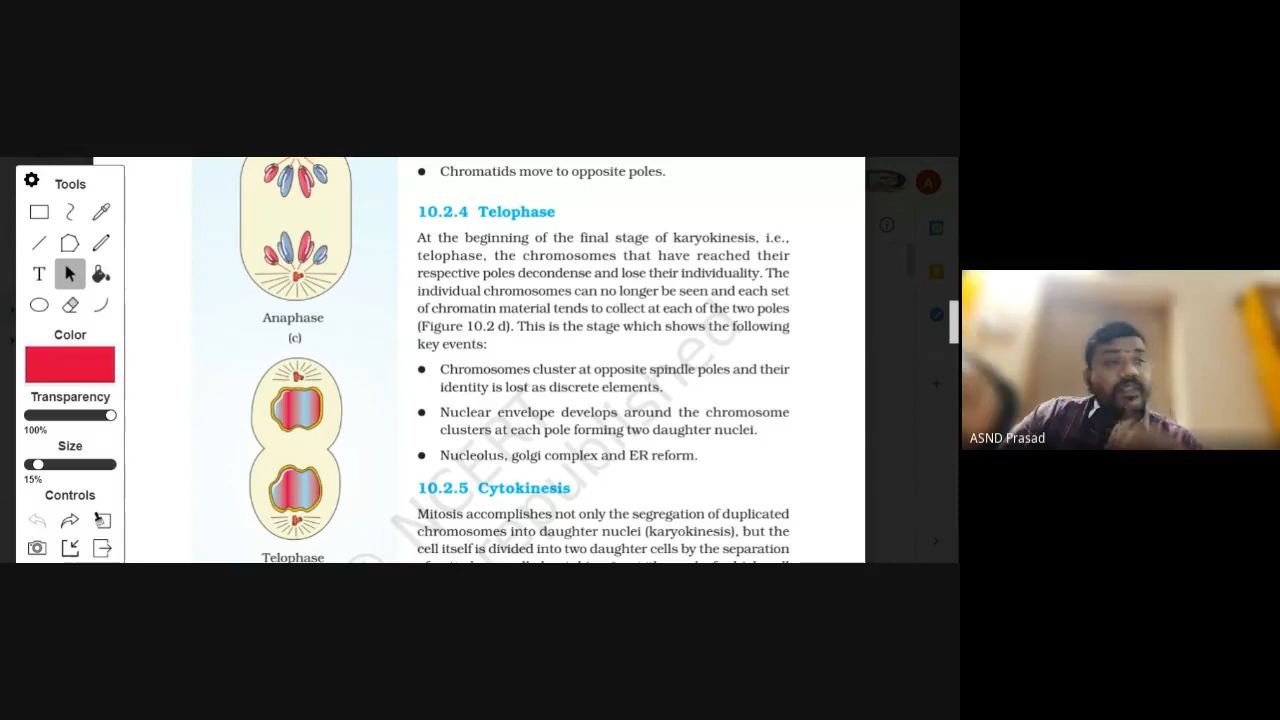 Tools
Color
Transparency
100%
Size
15%
Controls
T
Anaphase
(c)
Telophase
● Chromatids move to opposite poles.
10.2.4 Telophase
At the beginning of the final stage of karyokinesis, i.e.,
telophase, the chromosomes that have reached their
respective poles decondense and lose their individuality. The
individual chromosomes can no longer be seen and each set
of chromatin material tends to collect at each of the two poles
(Figure 10.2 d). This is the stage which shows the following
key events:
● Chromosomes cluster at opposite spindle poles and their
identity is lost as discrete elements.
● Nuclear envelope develops around the chromosome
clusters at each pole forming two daughter nuclei.
● Nucleolus, golgi complex and ER reform.
10.2.5 Cytokinesis
Mitosis accomplishes not only the segregation of duplicated
chromosomes into daughter nuclei (karyokinesis), but the
cell itself is divided into two daughter cells by the separation
© NCERT
republished
A
ASND Prasad